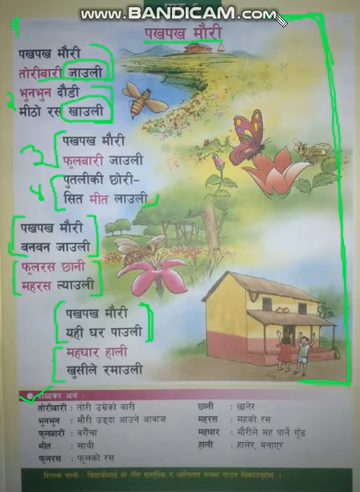 www.BANDICAM.com
पखपख मौरी
पखपख मौरी
तोरीबारी जाउली
भुनभुन दौडी
मीठो रस खाउली
पखपख मौरी
फूलबारी जाउली
पुतलीकी छोरी–
सित मीत लाउली
पखपख मौरी
वनवन जाउली
फूलरस छानी
महरस ल्याउली
पखपख मौरी
यही घर पाउली
महघार हाली
खुसीले रमाउली
शब्दका अर्थ :
तोरीबारी : तोरी उम्रेको बारी
भुनभुन : मौरी उड्दा आउने आवाज
फूलबारी : बगैँचा
मीत : साथी
फूलरस : फूलको रस
छानी : छानेर
महरस : महको रस
महघार : मौरीले मह पार्ने गुँड
हाली : हालेर, बनाएर